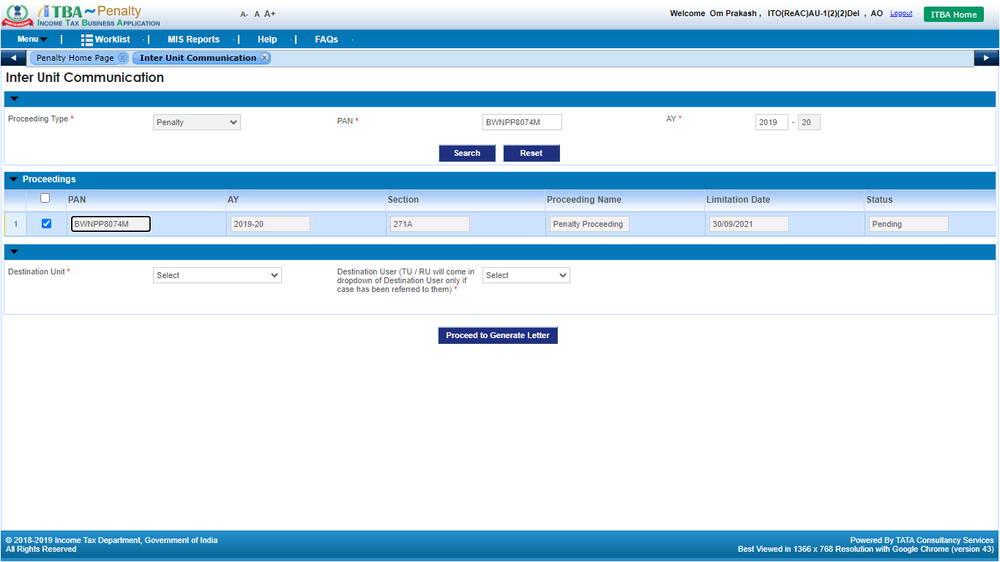 iTBA~Penalty
INCOME TAX BUSINESS APPLICATION
A- A A+
Welcome Om Prakash , ITO(ReAC)AU-1(2)(2)Del , AO Logout ITBA Home
Menu | Worklist | MIS Reports | Help | FAQs
Penalty Home Page Inter Unit Communication
Inter Unit Communication
Proceeding Type * Penalty PAN * BWNPP8074M AY * 2019 - 20
Search Reset
Proceedings
PAN AY Section Proceeding Name Limitation Date Status
1 BWNPP8074M 2019-20 271A Penalty Proceeding 30/09/2021 Pending
Destination Unit * Select Destination User (TU / RU will come in
dropdown of Destination User only if
case has been referred to them) * Select
Proceed to Generate Letter
© 2018-2019 Income Tax Department, Government of India
All Rights Reserved
Powered By TATA Consultancy Services
Best Viewed in 1366 x 768 Resolution with Google Chrome (version 43)